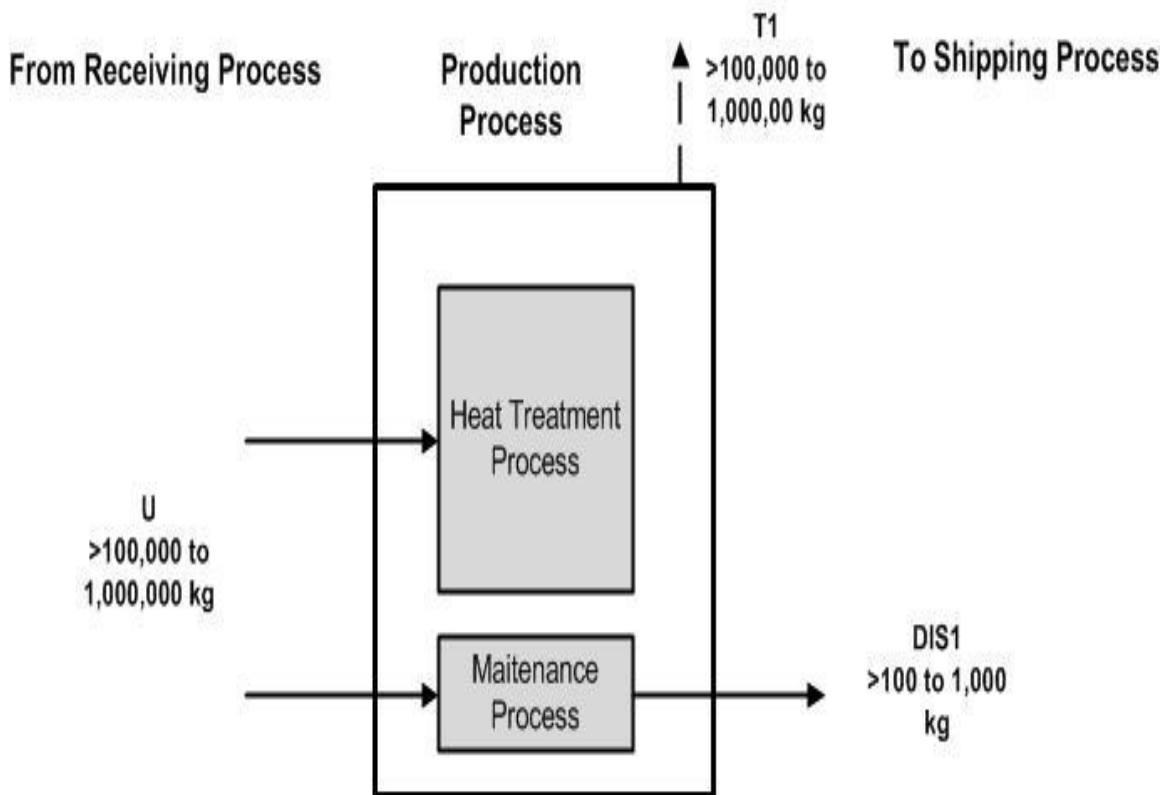 From Receiving Process
Production
Process
T1
>100,000 to
1,000,00 kg
To Shipping Process
Heat Treatment
Process
U
>100,000 to
1,000,000 kg
Maitenance
Process
DIS1
>100 to 1,000
kg